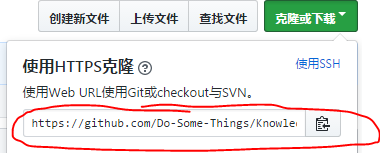 创建新文件 上传文件 查找文件 克隆或下载
使用HTTPS克隆 ? 使用SSH
使用Web URL使用Git或checkout与SVN。
https://github.com/Do-Some-Things/Knowle